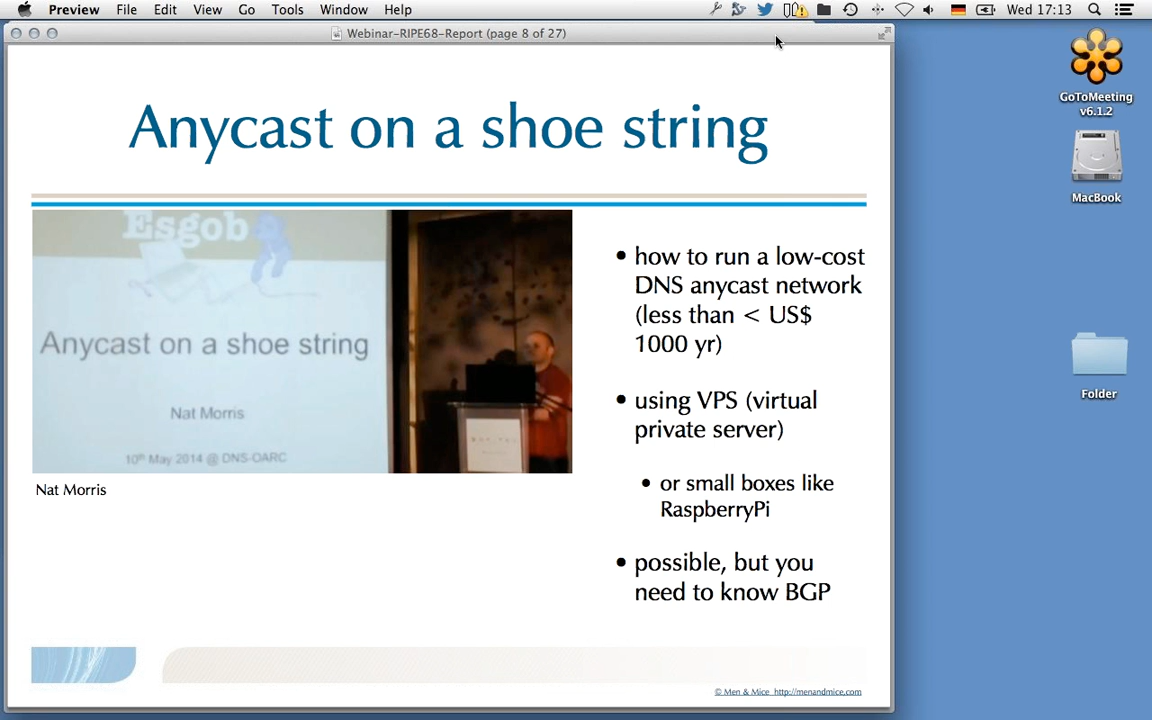 Preview File Edit View Go Tools Window Help Wed 17:13
Webinar-RIPE68-Report (page 8 of 27)
GoToMeeting
v6.1.2
MacBook
Folder
Anycast on a shoe string
Esgob
Anycast on a shoe string
Nat Morris
10th May 2014 @ DNS-OARC
Nat Morris
• how to run a low-cost
DNS anycast network
(less than < US$
1000 yr)
• using VPS (virtual
private server)
• or small boxes like
RaspberryPi
• possible, but you
need to know BGP
© Men & Mice http://menandmice.com